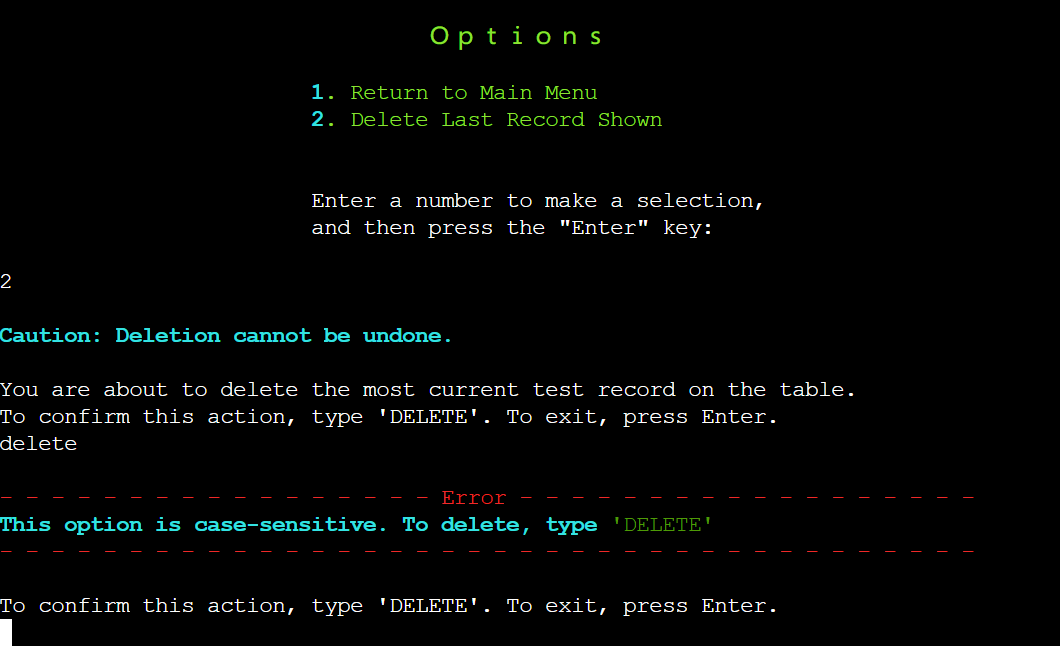 Options
1. Return to Main Menu
2. Delete Last Record Shown
Enter a number to make a selection,
and then press the "Enter" key:
2
Caution: Deletion cannot be undone.
You are about to delete the most current test record on the table.
To confirm this action, type 'DELETE'. To exit, press Enter.
delete
- - - - - - - - - - - - - - - - - Error - - - - - - - - - - - - - - - - - -
This option is case-sensitive. To delete, type 'DELETE'
- - - - - - - - - - - - - - - - - - - - - - - - - - - - - - - - - - - - - -
To confirm this action, type 'DELETE'. To exit, press Enter.